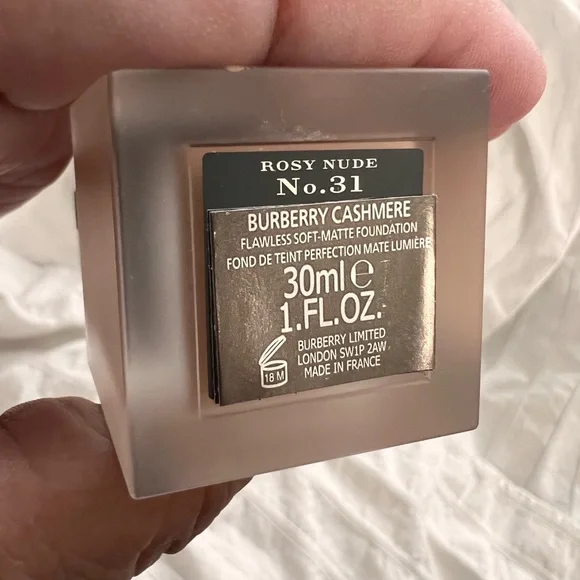 ROSY NUDE
No.31
BURBERRY CASHMERE
FLAWLESS SOFT-MATTE FOUNDATION
FOND DE TEINT PERFECTION MATE LUMIÈRE
30ml ℮
1.FL.OZ.
BURBERRY LIMITED
LONDON SW1P 2AW
MADE IN FRANCE
18 M